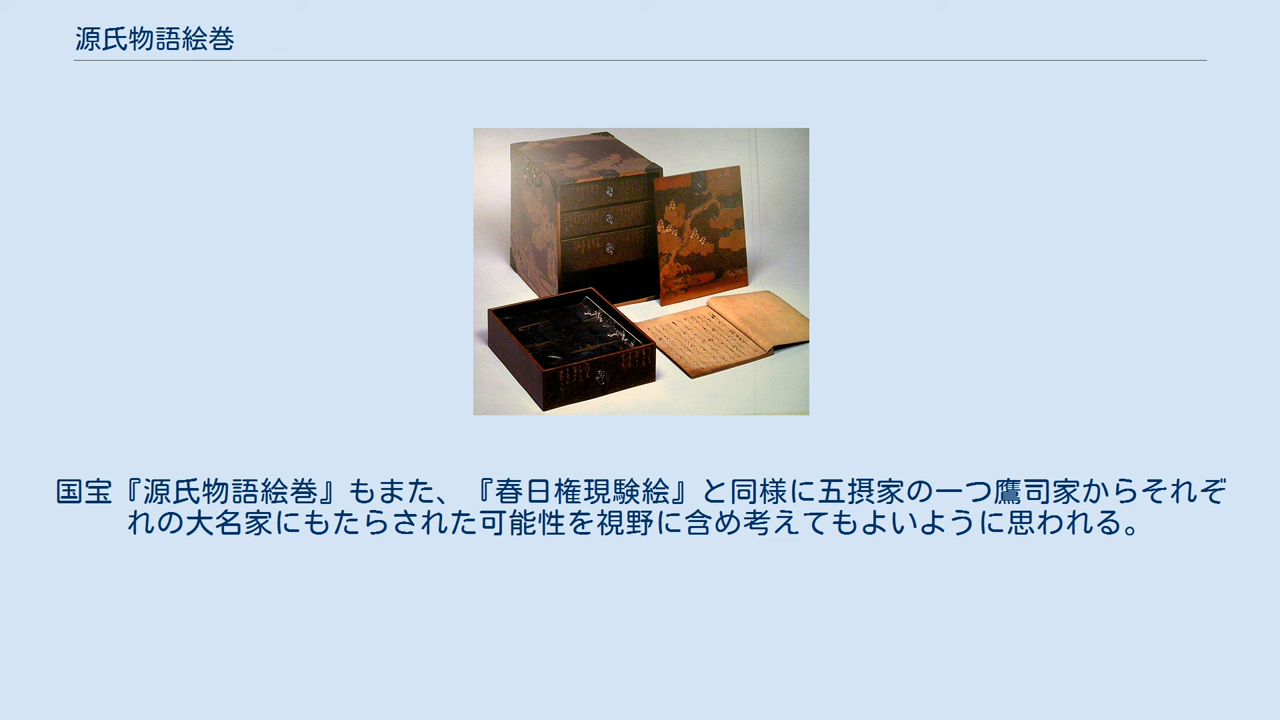 源氏物語絵巻
国宝『源氏物語絵巻』もまた、『春日権現験絵』と同様に五摂家の一つ鷹司家からそれぞ
れの大名家にもたらされた可能性を視野に含め考えてもよいように思われる。